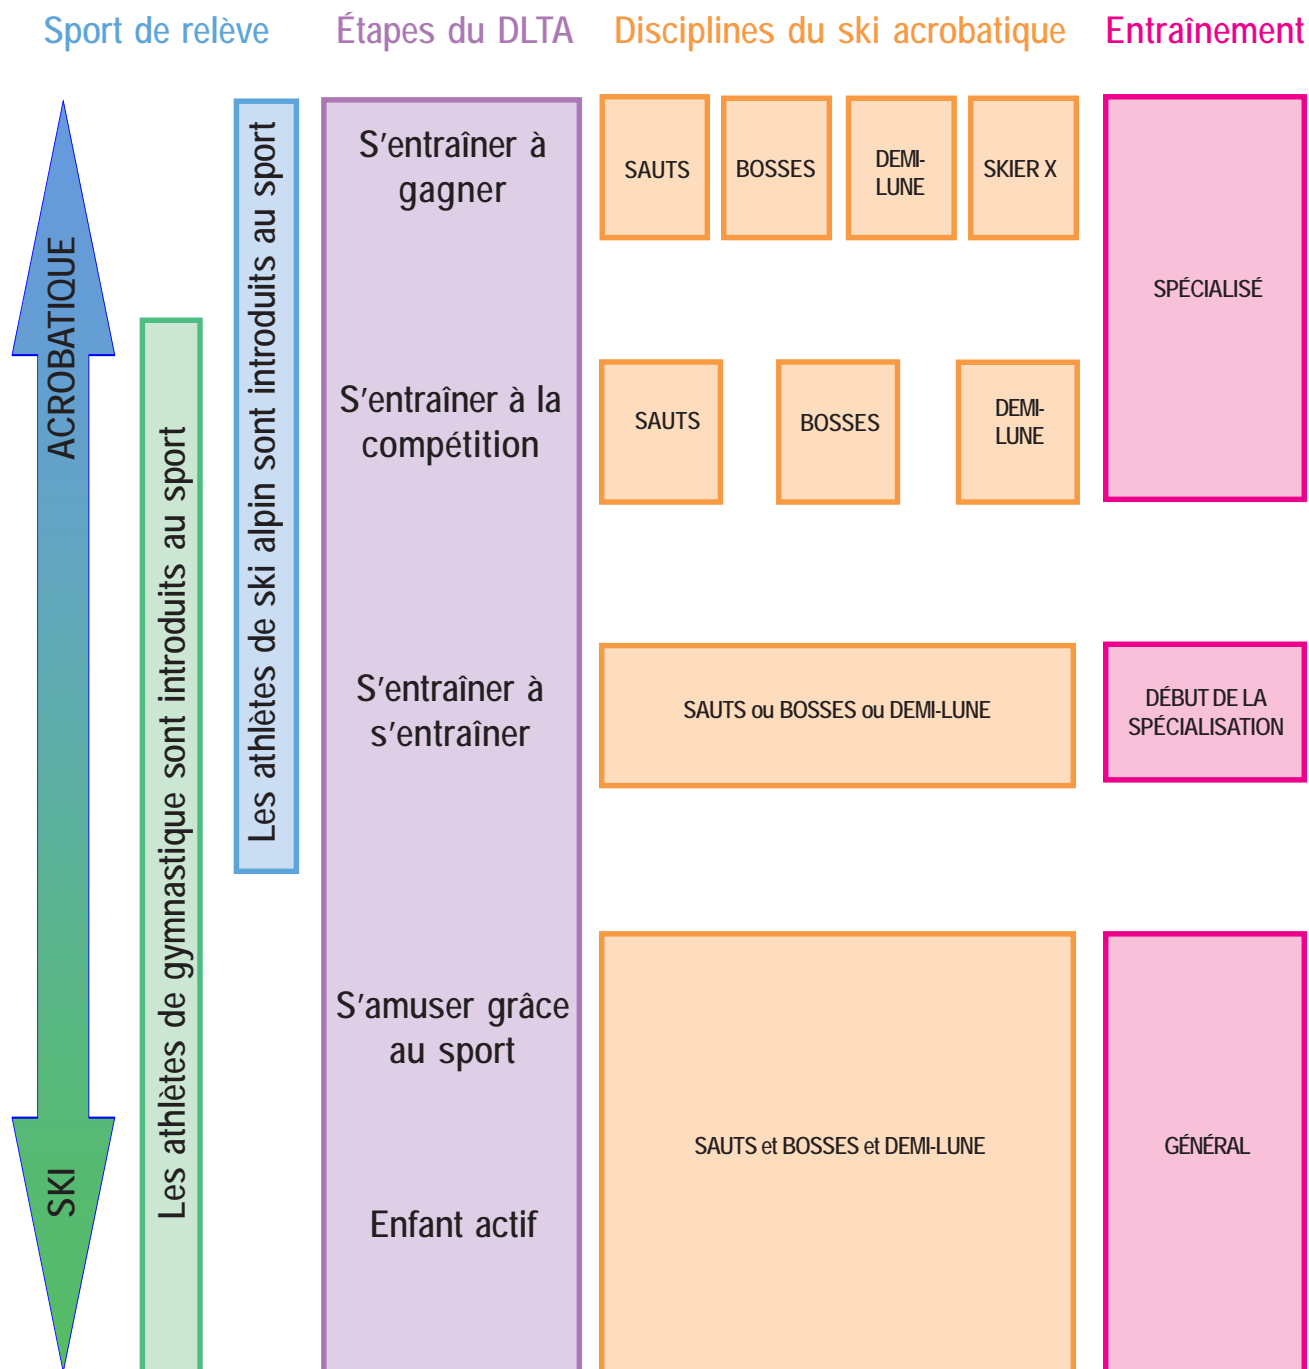 Sport de relève
Étapes du DLTA
Disciplines du ski acrobatique
Entraînement
ACROBATIQUE
SKI
Les athlètes de gymnastique sont introduits au sport
Les athlètes de ski alpin sont introduits au sport
S'entraîner à
gagner
SAUTS
BOSSES
DEMI-
LUNE
SKIER X
SPÉCIALISÉ
S'entraîner à la
compétition
SAUTS
BOSSES
DEMI-
LUNE
S'entraîner à
s'entraîner
SAUTS ou BOSSES ou DEMI-LUNE
DÉBUT DE LA
SPÉCIALISATION
S'amuser grâce
au sport
Enfant actif
SAUTS et BOSSES et DEMI-LUNE
GÉNÉRAL